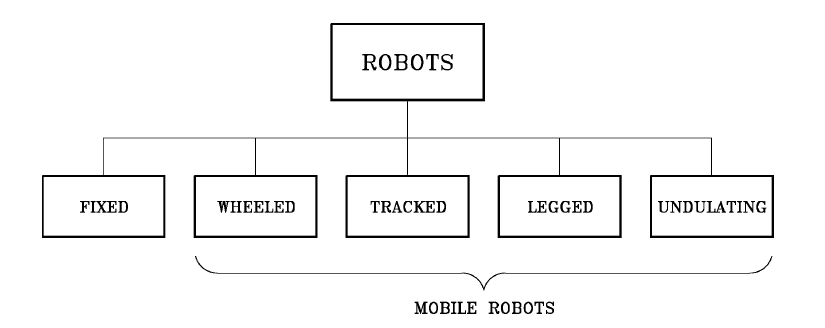 ROBOTS
FIXED
WHEELED
TRACKED
LEGGED
UNDULATING
MOBILE ROBOTS